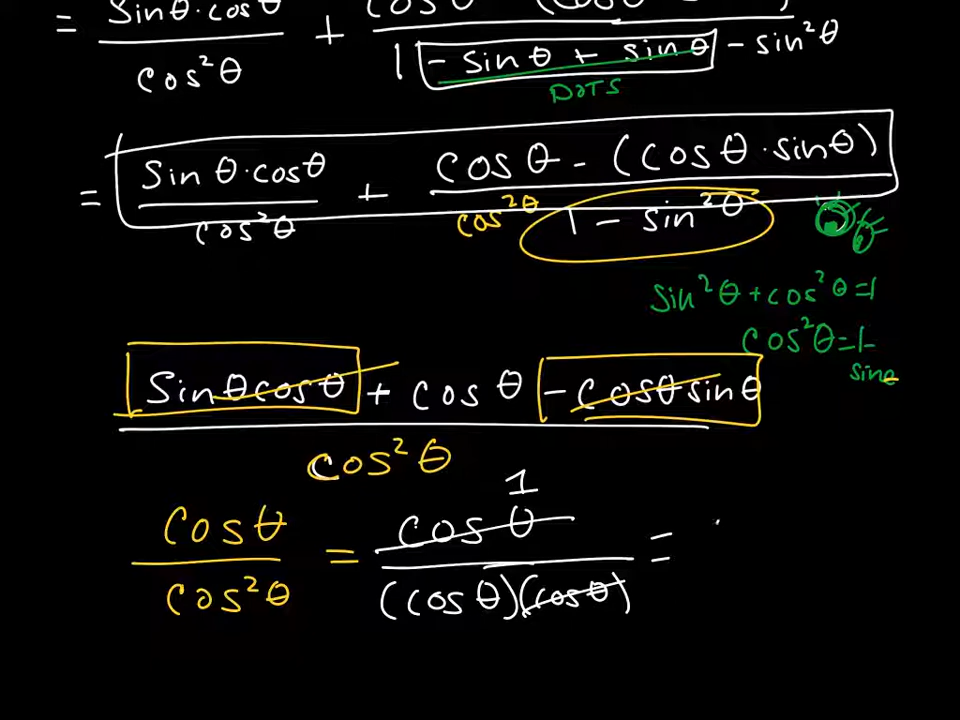 = sinθ·cosθ / cos²θ + cosθ (cosθ / 1 - sinθ + sinθ - sin²θ
DOTS
= sinθ·cosθ / cos²θ + cosθ - (cosθ·sinθ) / 1 - sin²θ
cos²θ
sin²θ + cos²θ = 1
cos²θ = 1 -
sinθ
sinθcosθ + cosθ - cosθsinθ / cos²θ
1
cosθ / cos²θ = cosθ / (cosθ)(cosθ) =